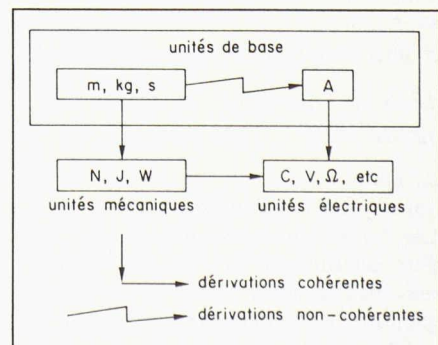 unités de base
m, kg, s
A
N, J, W
C, V, Ω, etc
unités mécaniques
unités électriques
dérivations cohérentes
dérivations non-cohérentes